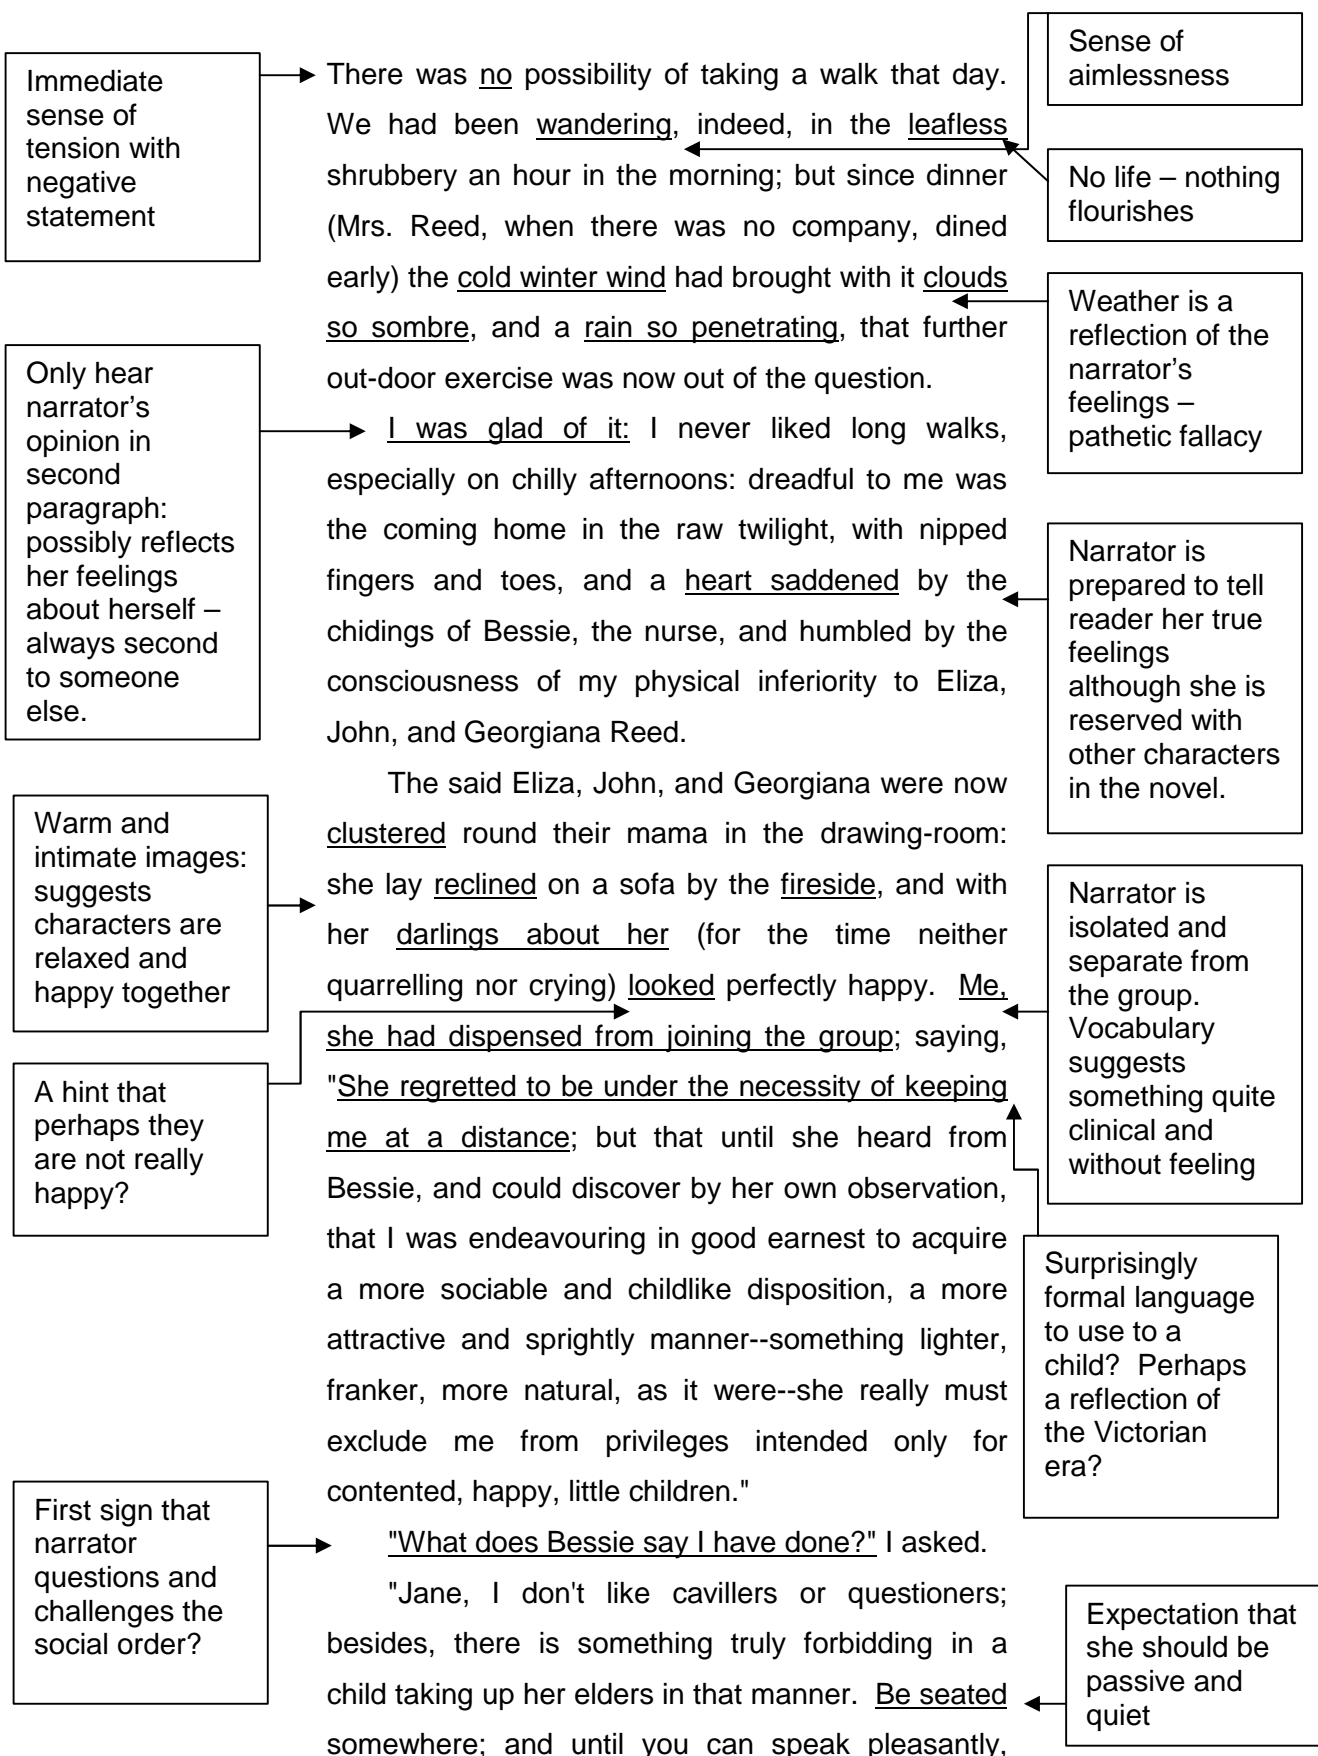 Immediate
sense of
tension with
negative
statement
Only hear
narrator's
opinion in
second
paragraph:
possibly reflects
her feelings
about herself –
always second
to someone
else.
Warm and
intimate images:
suggests
characters are
relaxed and
happy together
A hint that
perhaps they
are not really
happy?
First sign that
narrator
questions and
challenges the
social order?
There was no possibility of taking a walk that day.
We had been wandering, indeed, in the leafless
shrubbery an hour in the morning; but since dinner
(Mrs. Reed, when there was no company, dined
early) the cold winter wind had brought with it clouds
so sombre, and a rain so penetrating, that further
out-door exercise was now out of the question.
I was glad of it: I never liked long walks,
especially on chilly afternoons: dreadful to me was
the coming home in the raw twilight, with nipped
fingers and toes, and a heart saddened by the
chidings of Bessie, the nurse, and humbled by the
consciousness of my physical inferiority to Eliza,
John, and Georgiana Reed.
The said Eliza, John, and Georgiana were now
clustered round their mama in the drawing-room:
she lay reclined on a sofa by the fireside, and with
her darlings about her (for the time neither
quarrelling nor crying) looked perfectly happy. Me,
she had dispensed from joining the group; saying,
"She regretted to be under the necessity of keeping
me at a distance; but that until she heard from
Bessie, and could discover by her own observation,
that I was endeavouring in good earnest to acquire
a more sociable and childlike disposition, a more
attractive and sprightly manner--something lighter,
franker, more natural, as it were--she really must
exclude me from privileges intended only for
contented, happy, little children."
"What does Bessie say I have done?" I asked.
"Jane, I don't like cavillers or questioners;
besides, there is something truly forbidding in a
child taking up her elders in that manner. Be seated
somewhere; and until you can speak pleasantly,
Sense of
aimlessness
No life – nothing
flourishes
Weather is a
reflection of the
narrator's
feelings –
pathetic fallacy
Narrator is
prepared to tell
reader her true
feelings
although she is
reserved with
other characters
in the novel.
Narrator is
isolated and
separate from
the group.
Vocabulary
suggests
something quite
clinical and
without feeling
Surprisingly
formal language
to use to a
child? Perhaps
a reflection of
the Victorian
era?
Expectation that
she should be
passive and
quiet